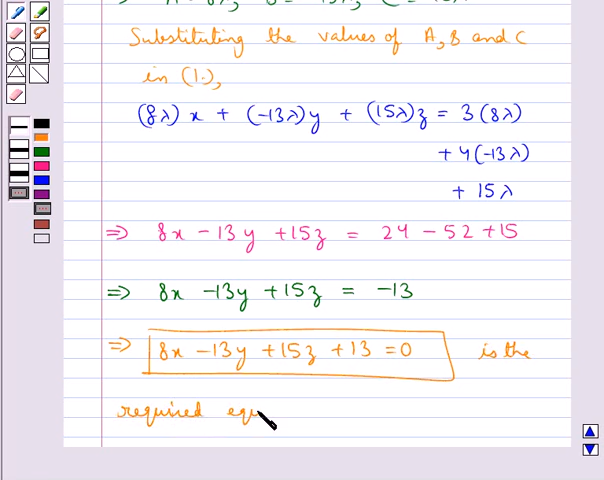 Substituting the values of A, B and C
in (1.),
(8λ) x + (-13λ)y + (15λ)z = 3(8λ)
+ 4(-13λ)
+ 15λ
⇒ 8x - 13y + 15z = 24 - 52 + 15
⇒ 8x - 13y + 15z = -13
⇒ 8x - 13y + 15z + 13 = 0 is the
required equ